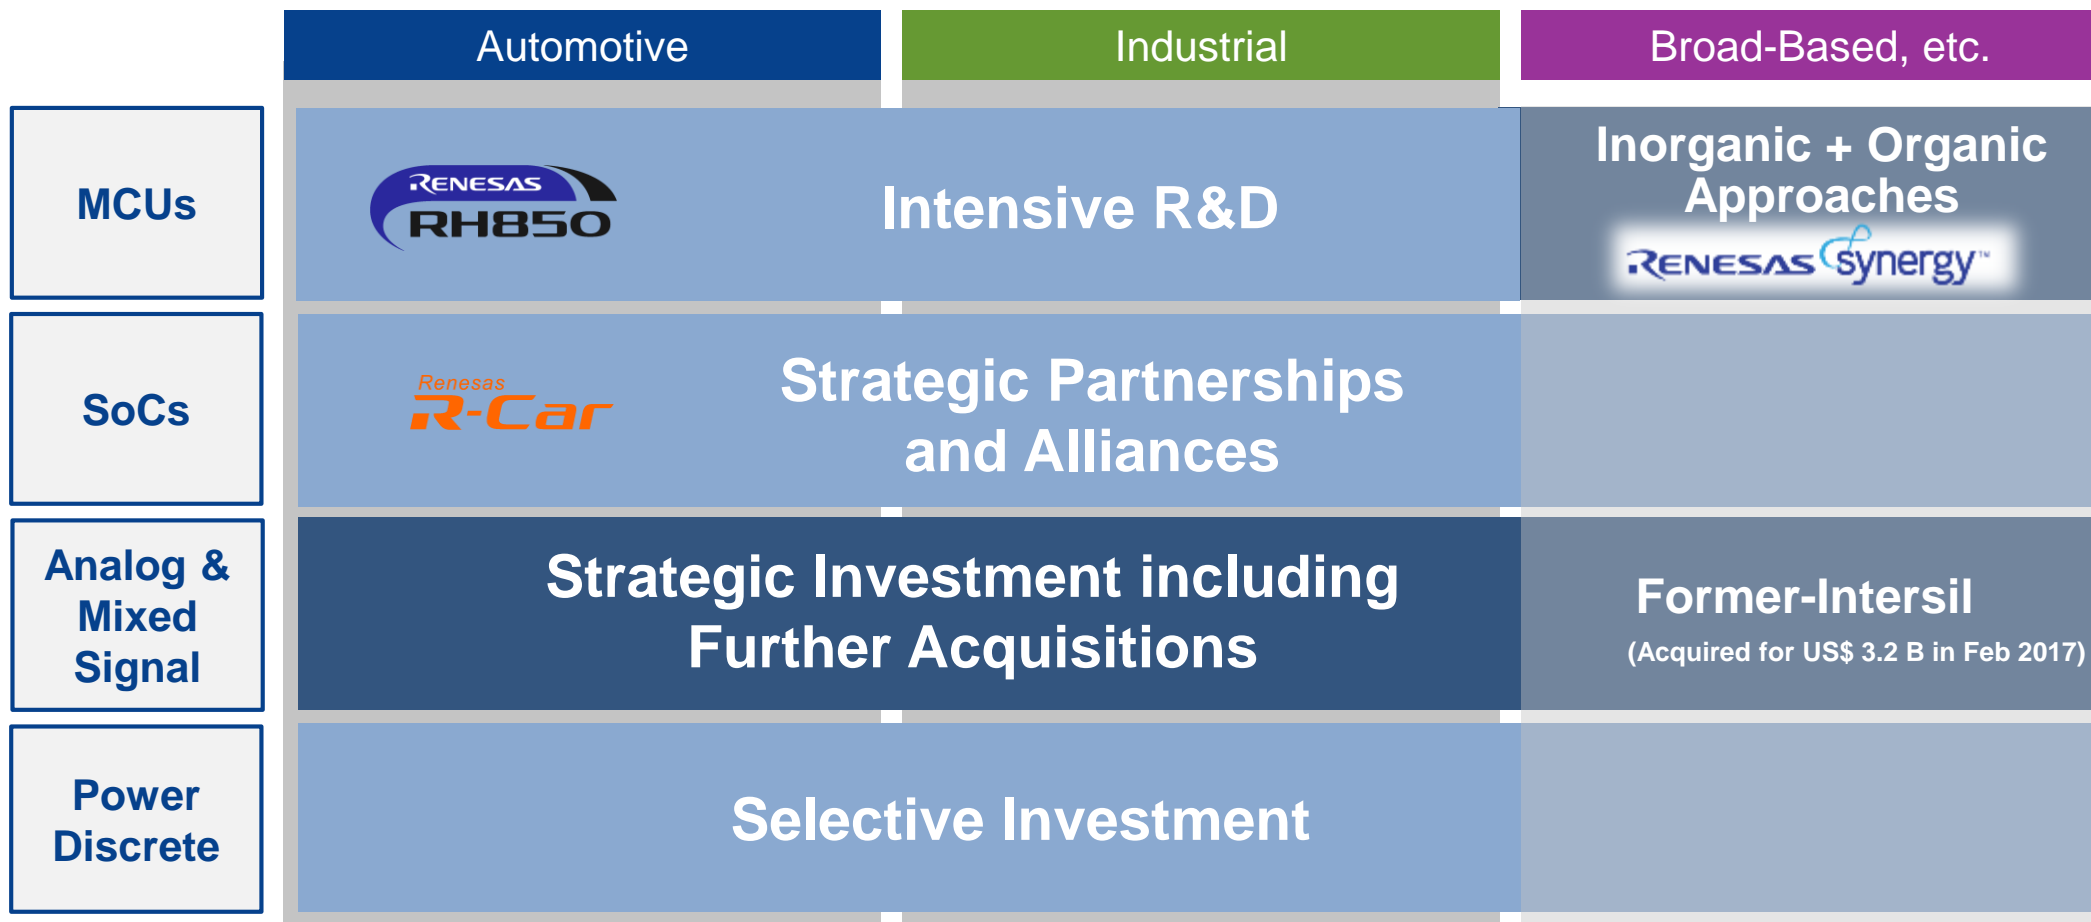 Automotive
Industrial
Broad-Based, etc.
MCUs
RENESAS
RH850
Intensive R&D
Inorganic + Organic
Approaches
RENESAS Synergy™
SoCs
Renesas
R-Car
Strategic Partnerships
and Alliances
Analog &
Mixed
Signal
Strategic Investment including
Further Acquisitions
Former-Intersil
(Acquired for US$ 3.2 B in Feb 2017)
Power
Discrete
Selective Investment